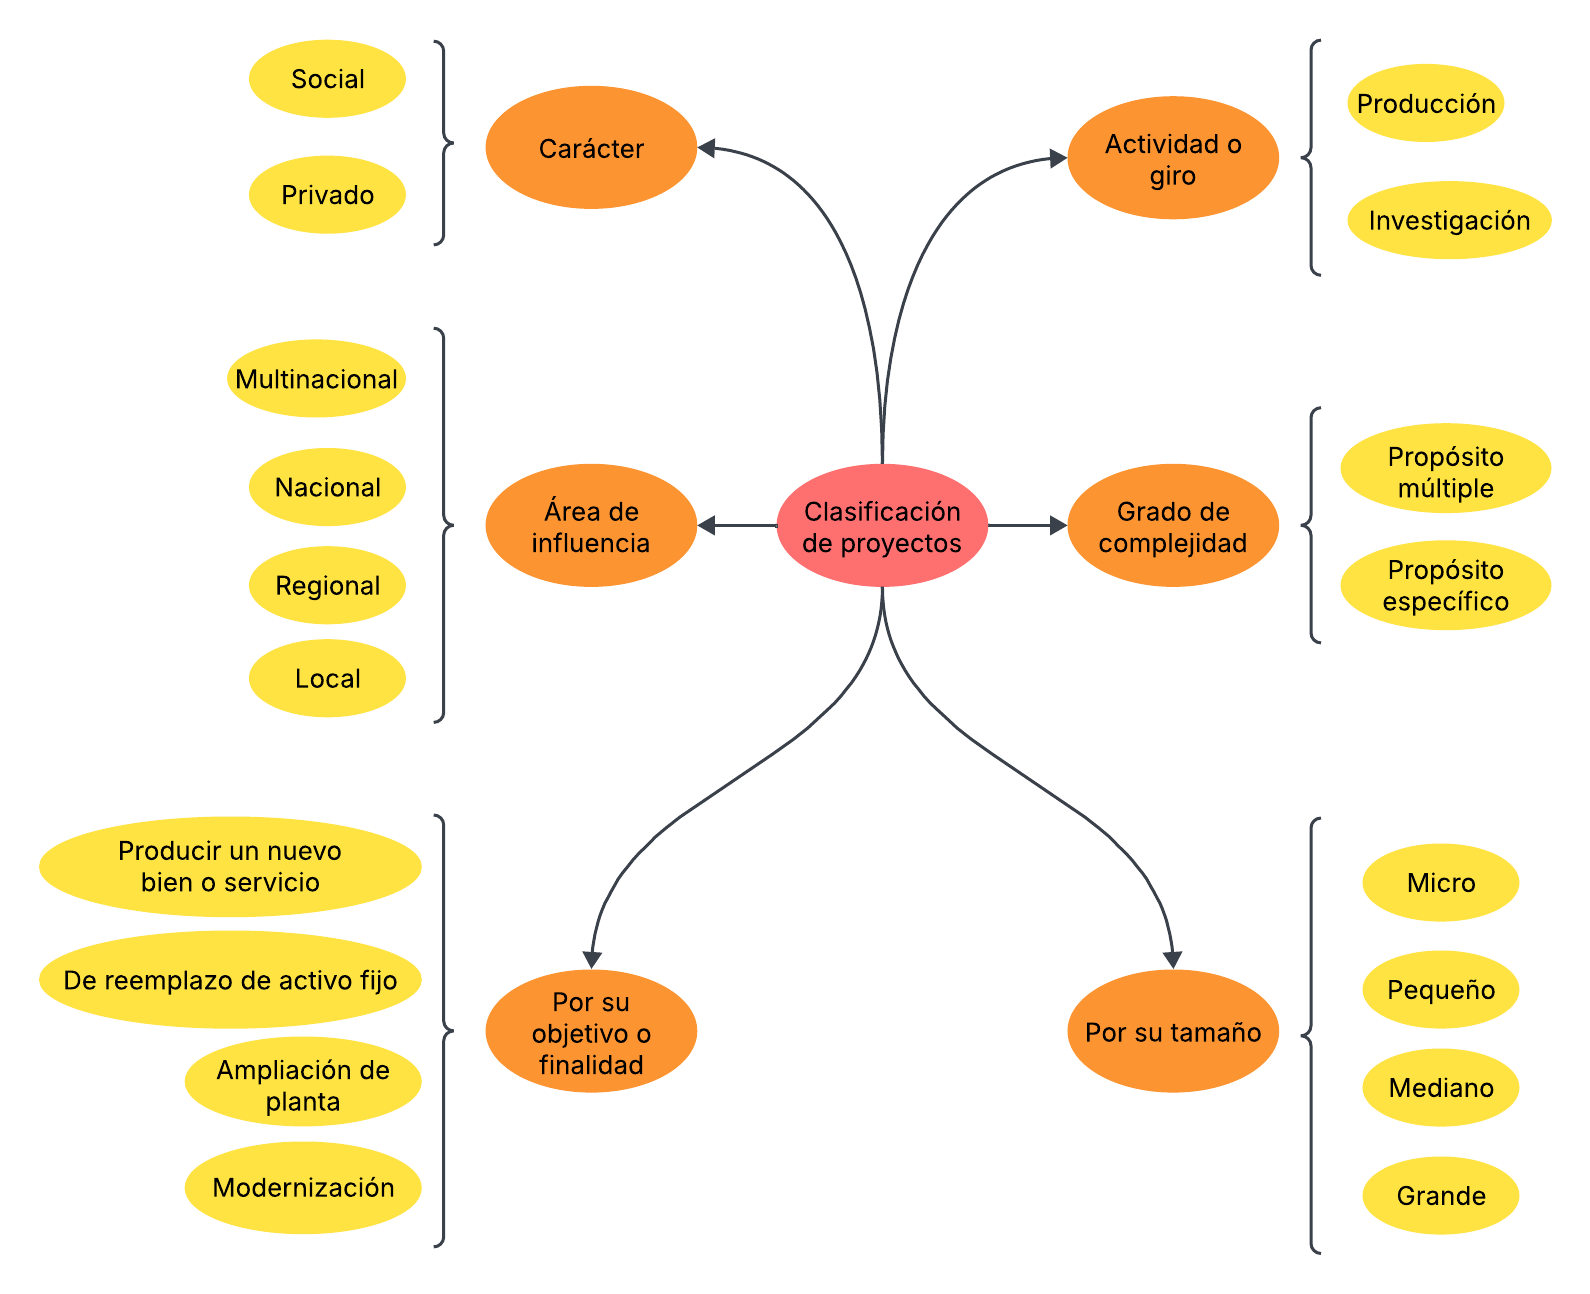 Social
Privado
Carácter
Actividad o
giro
Producción
Investigación
Multinacional
Nacional
Regional
Local
Área de
influencia
Clasificación
de proyectos
Grado de
complejidad
Propósito
múltiple
Propósito
específico
Producir un nuevo
bien o servicio
De reemplazo de activo fijo
Ampliación de
planta
Modernización
Por su
objetivo o
finalidad
Por su tamaño
Micro
Pequeño
Mediano
Grande